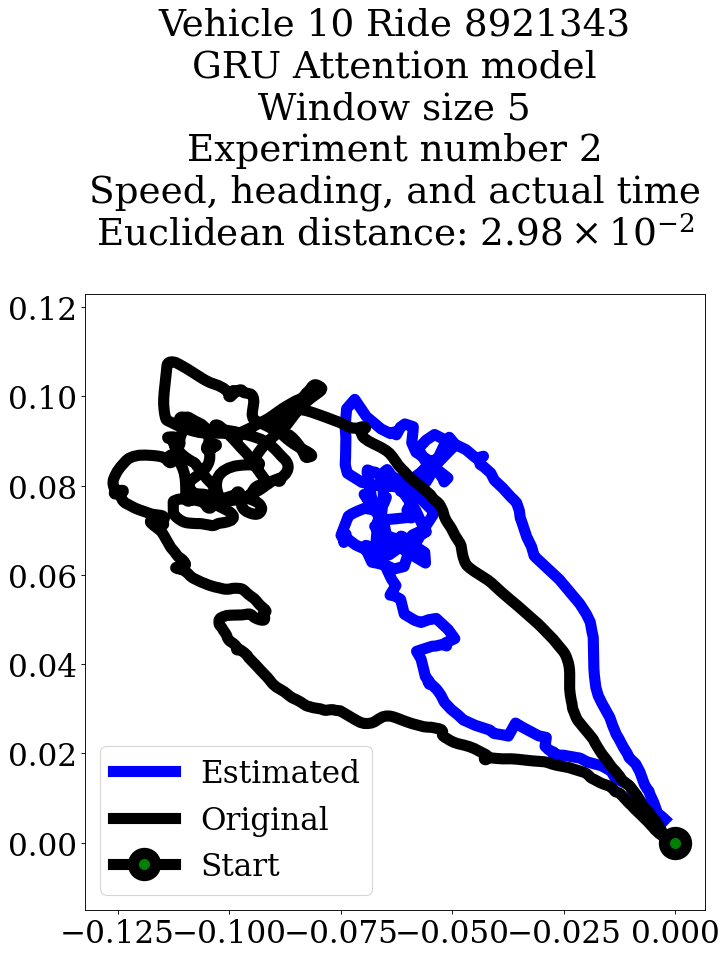 Vehicle 10 Ride 8921343
GRU Attention model
Window size 5
Experiment number 2
Speed, heading, and actual time
Euclidean distance: 2.98 × 10⁻²
0.12
0.10
0.08
0.06
0.04
0.02
0.00
Estimated
Original
Start
−0.125 −0.100 −0.075 −0.050 −0.025 0.000